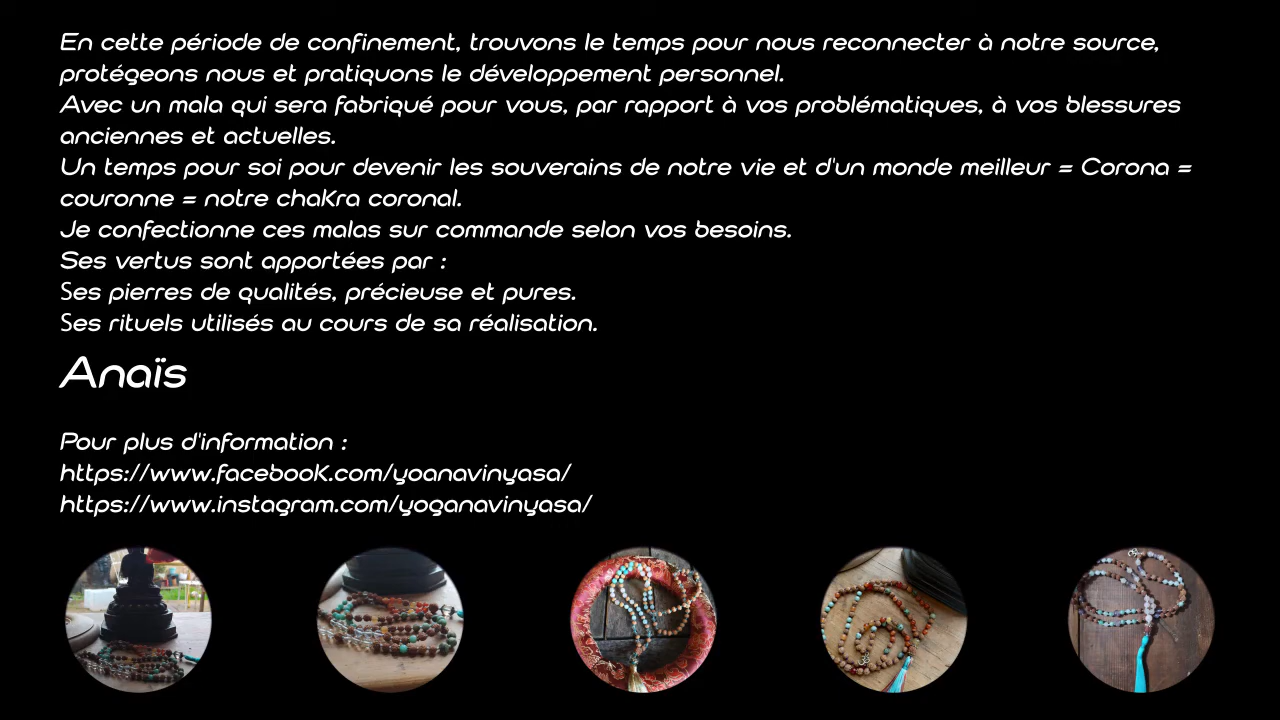 En cette période de confinement, trouvons le temps pour nous reconnecter à notre source,
protégeons nous et pratiquons le développement personnel.
Avec un mala qui sera fabriqué pour vous, par rapport à vos problématiques, à vos blessures
anciennes et actuelles.
Un temps pour soi pour devenir les souverains de notre vie et d'un monde meilleur = Corona =
couronne = notre chaKra coronal.
Je confectionne ces malas sur commande selon vos besoins.
Ses vertus sont apportées par :
Ses pierres de qualités, précieuse et pures.
Ses rituels utilisés au cours de sa réalisation.
Anaïs
Pour plus d'information :
https://www.facebooK.com/yoanavinyasa/
https://www.instagram.com/yoganavinyasa/